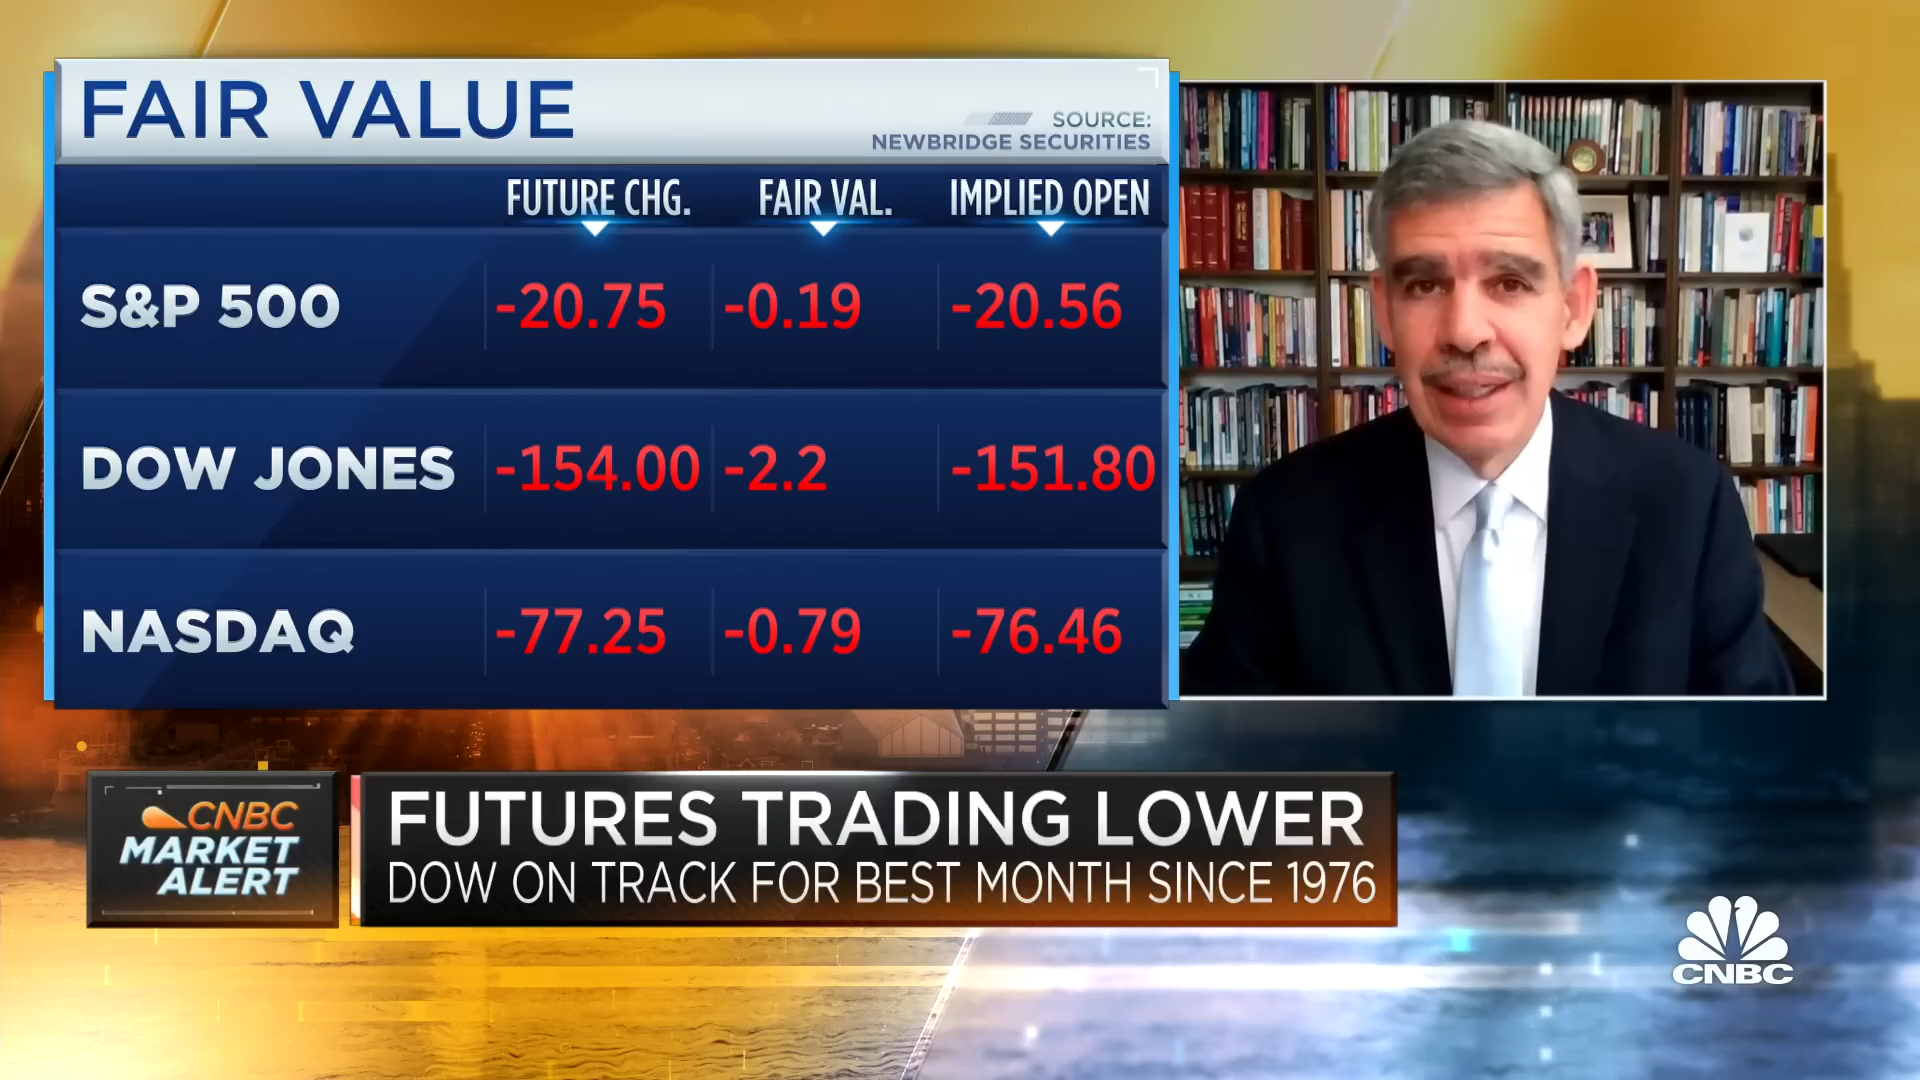 FAIR VALUE
SOURCE:
NEWBRIDGE SECURITIES
FUTURE CHG. FAIR VAL. IMPLIED OPEN
S&P 500 -20.75 -0.19 -20.56
DOW JONES -154.00 -2.2 -151.80
NASDAQ -77.25 -0.79 -76.46
CNBC
MARKET
ALERT
FUTURES TRADING LOWER
DOW ON TRACK FOR BEST MONTH SINCE 1976
CNBC